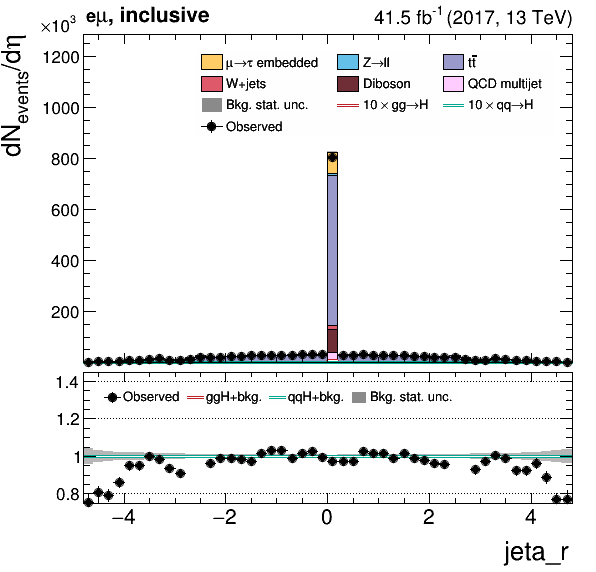 eμ, inclusive 41.5 fb⁻¹ (2017, 13 TeV)
×10³
dN_events/dη
μ→τ embedded Z→ll tt̄
W+jets Diboson QCD multijet
Bkg. stat. unc. 10 × gg→H 10 × qq→H
Observed
1200
1000
800
600
400
200
1.4
Observed ggH+bkg. qqH+bkg. Bkg. stat. unc.
1.2
1
0.8
−4 −2 0 2 4
jeta_r